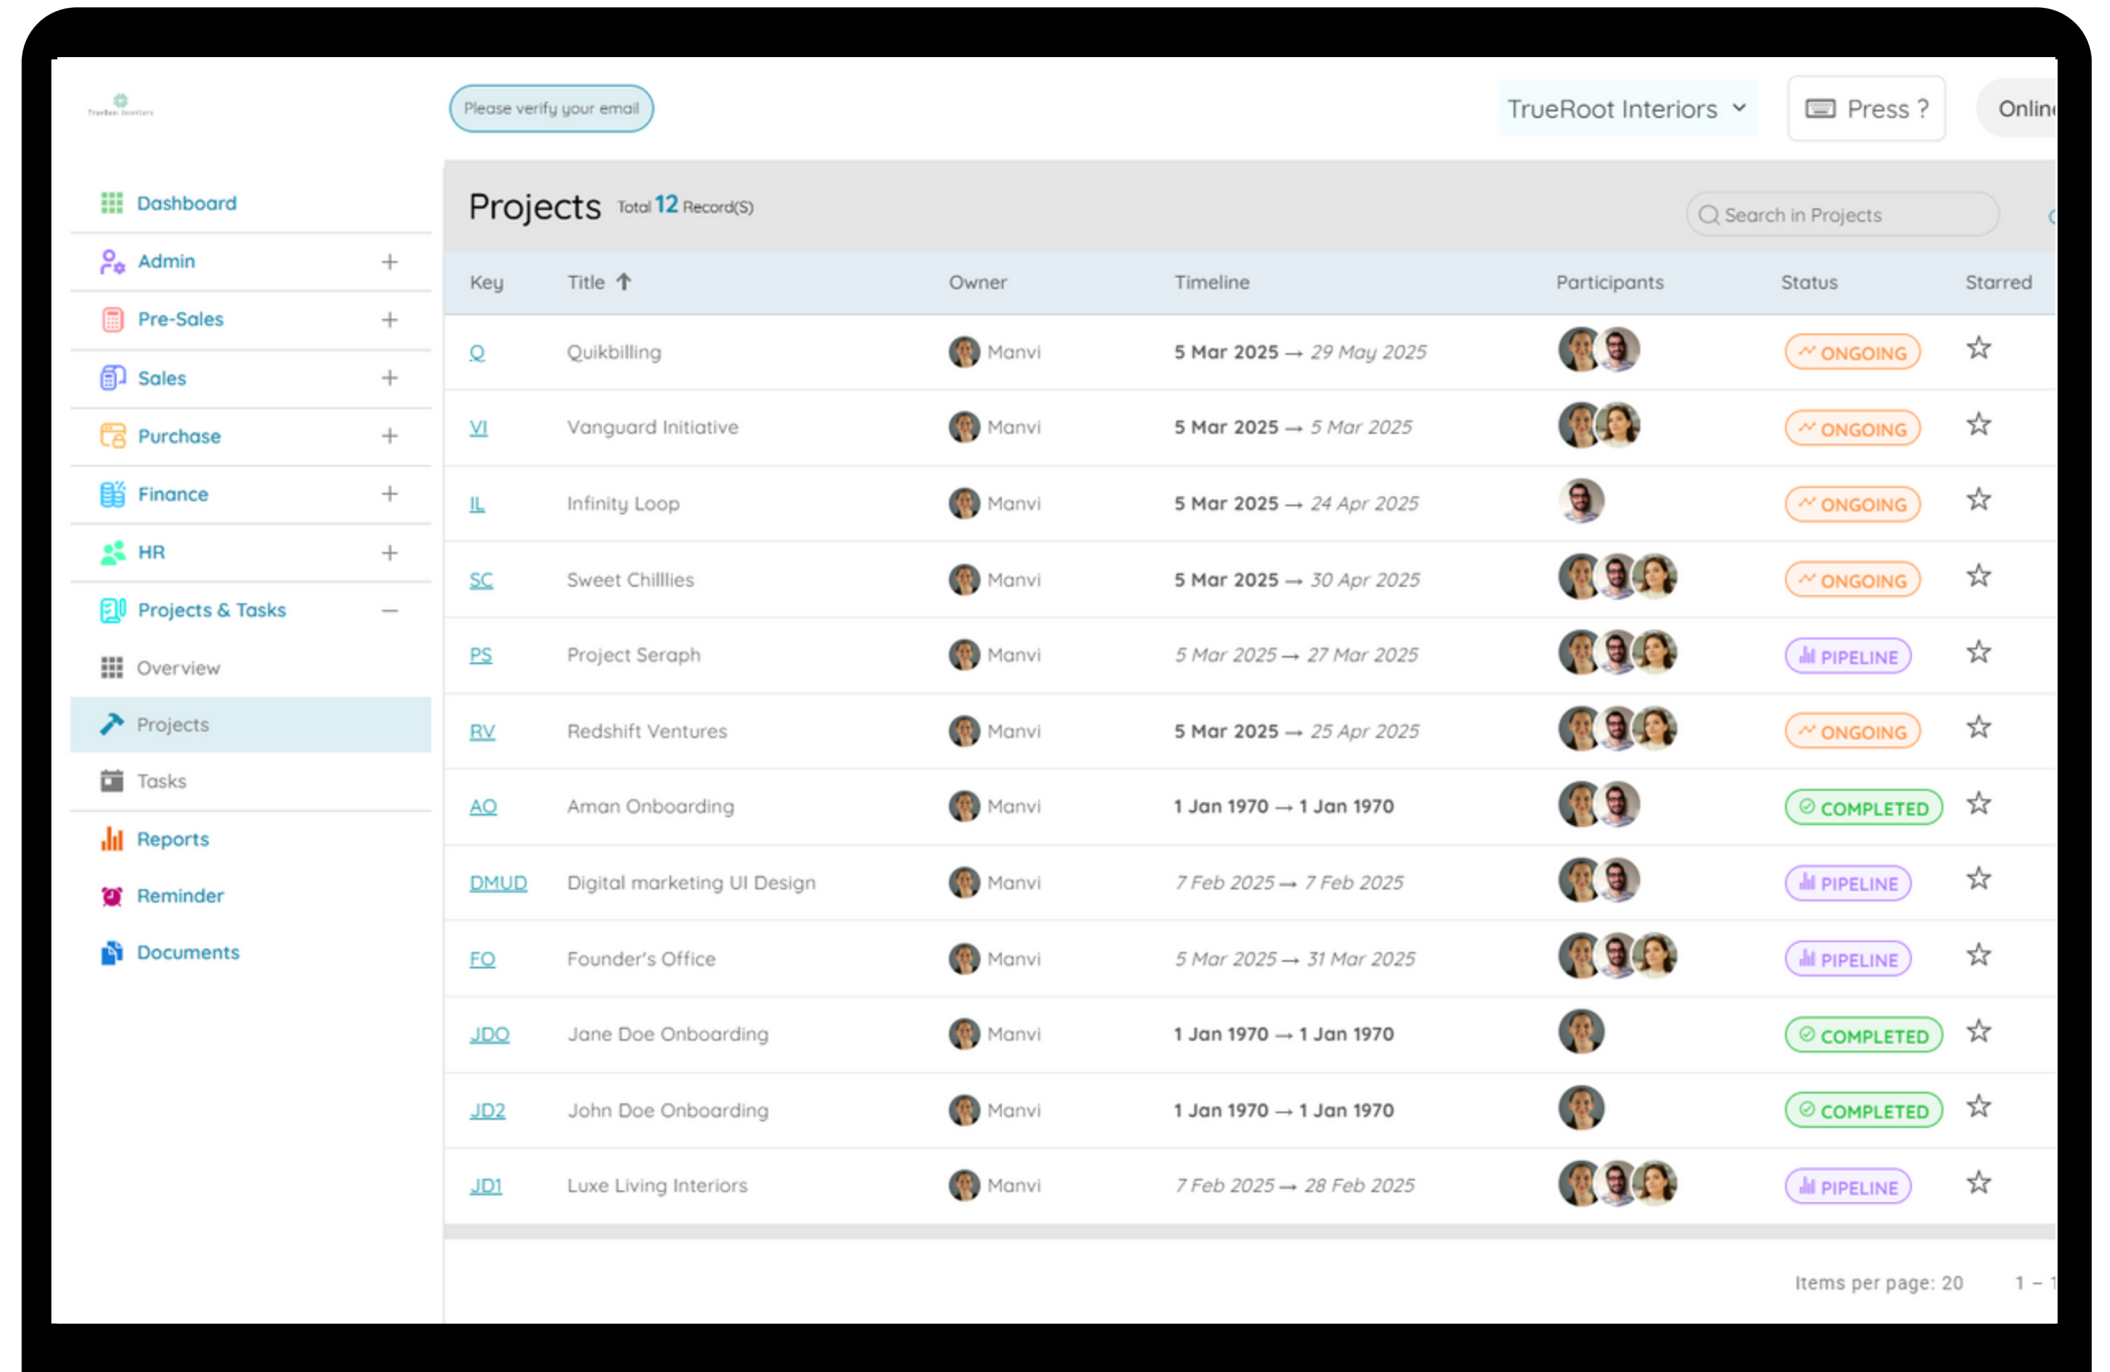 TrueRoot Interiors
Please verify your email
TrueRoot Interiors
Press ?
Dashboard
Admin
Pre-Sales
Sales
Purchase
Finance
HR
Projects & Tasks
Overview
Projects
Tasks
Reports
Reminder
Documents
Projects Total 12 Record(S)
Search in Projects
Key Title Owner Timeline Participants Status Starred
Q Quikbilling Manvi 5 Mar 2025 → 29 May 2025 ONGOING
VI Vanguard Initiative Manvi 5 Mar 2025 → 5 Mar 2025 ONGOING
IL Infinity Loop Manvi 5 Mar 2025 → 24 Apr 2025 ONGOING
SC Sweet Chilllies Manvi 5 Mar 2025 → 30 Apr 2025 ONGOING
PS Project Seraph Manvi 5 Mar 2025 → 27 Mar 2025 PIPELINE
RV Redshift Ventures Manvi 5 Mar 2025 → 25 Apr 2025 ONGOING
AO Aman Onboarding Manvi 1 Jan 1970 → 1 Jan 1970 COMPLETED
DMUD Digital marketing UI Design Manvi 7 Feb 2025 → 7 Feb 2025 PIPELINE
FO Founder's Office Manvi 5 Mar 2025 → 31 Mar 2025 PIPELINE
JDO Jane Doe Onboarding Manvi 1 Jan 1970 → 1 Jan 1970 COMPLETED
JD2 John Doe Onboarding Manvi 1 Jan 1970 → 1 Jan 1970 COMPLETED
JD1 Luxe Living Interiors Manvi 7 Feb 2025 → 28 Feb 2025 PIPELINE
Items per page: 20 1 –